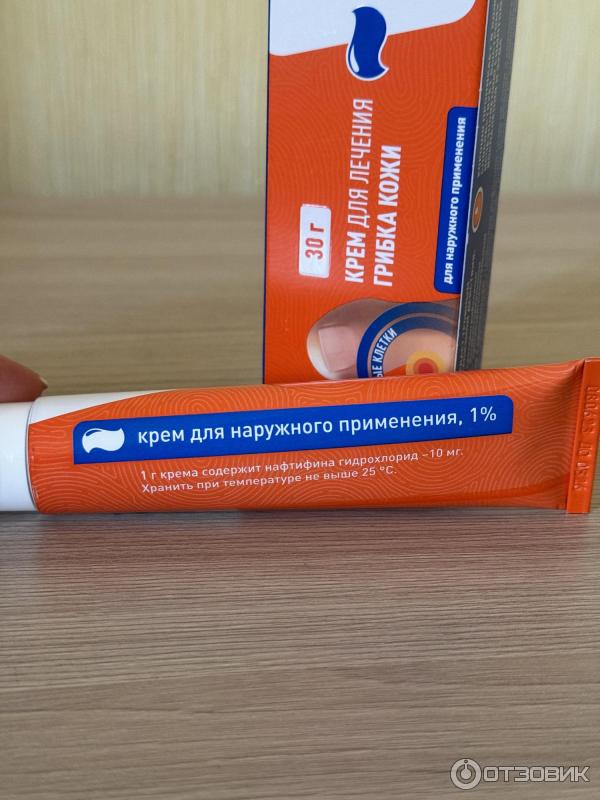 30 г
КРЕМ ДЛЯ ЛЕЧЕНИЯ
ГРИБКА КОЖИ
для наружного применения
КЛЕТКИ
крем для наружного применения, 1%
1 г крема содержит нафтифина гидрохлорид –10 мг.
Хранить при температуре не выше 25 °С.
ОТЗОВИК